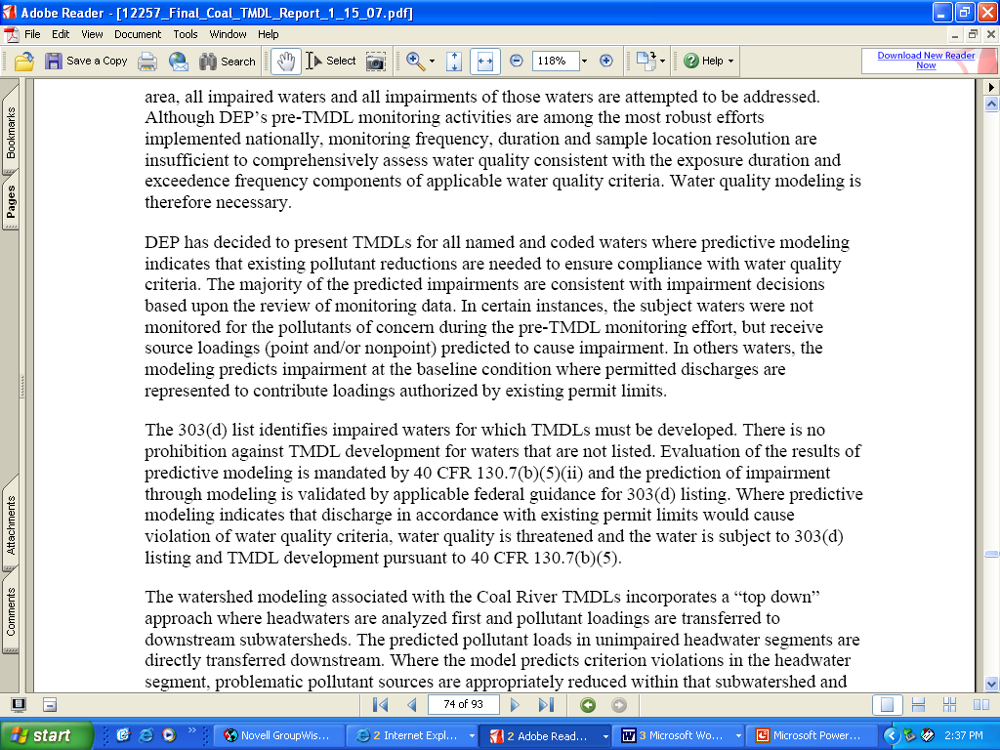 Adobe Reader - [12257_Final_Coal_TMDL_Report_1_15_07.pdf]
File Edit View Document Tools Window Help
Save a Copy Search Select 118% Help Download New Reader Now
Bookmarks
Pages
Attachments
Comments
area, all impaired waters and all impairments of those waters are attempted to be addressed.
Although DEP’s pre-TMDL monitoring activities are among the most robust efforts
implemented nationally, monitoring frequency, duration and sample location resolution are
insufficient to comprehensively assess water quality consistent with the exposure duration and
exceedence frequency components of applicable water quality criteria. Water quality modeling is
therefore necessary.
DEP has decided to present TMDLs for all named and coded waters where predictive modeling
indicates that existing pollutant reductions are needed to ensure compliance with water quality
criteria. The majority of the predicted impairments are consistent with impairment decisions
based upon the review of monitoring data. In certain instances, the subject waters were not
monitored for the pollutants of concern during the pre-TMDL monitoring effort, but receive
source loadings (point and/or nonpoint) predicted to cause impairment. In others waters, the
modeling predicts impairment at the baseline condition where permitted discharges are
represented to contribute loadings authorized by existing permit limits.
The 303(d) list identifies impaired waters for which TMDLs must be developed. There is no
prohibition against TMDL development for waters that are not listed. Evaluation of the results of
predictive modeling is mandated by 40 CFR 130.7(b)(5)(ii) and the prediction of impairment
through modeling is validated by applicable federal guidance for 303(d) listing. Where predictive
modeling indicates that discharge in accordance with existing permit limits would cause
violation of water quality criteria, water quality is threatened and the water is subject to 303(d)
listing and TMDL development pursuant to 40 CFR 130.7(b)(5).
The watershed modeling associated with the Coal River TMDLs incorporates a “top down”
approach where headwaters are analyzed first and pollutant loadings are transferred to
downstream subwatersheds. The predicted pollutant loads in unimpaired headwater segments are
directly transferred downstream. Where the model predicts criterion violations in the headwater
segment, problematic pollutant sources are appropriately reduced within that subwatershed and
74 of 93
start Novell GroupWis... 2 Internet Expl... 2 Adobe Read... 3 Microsoft Wo... Microsoft Power... 2:37 PM